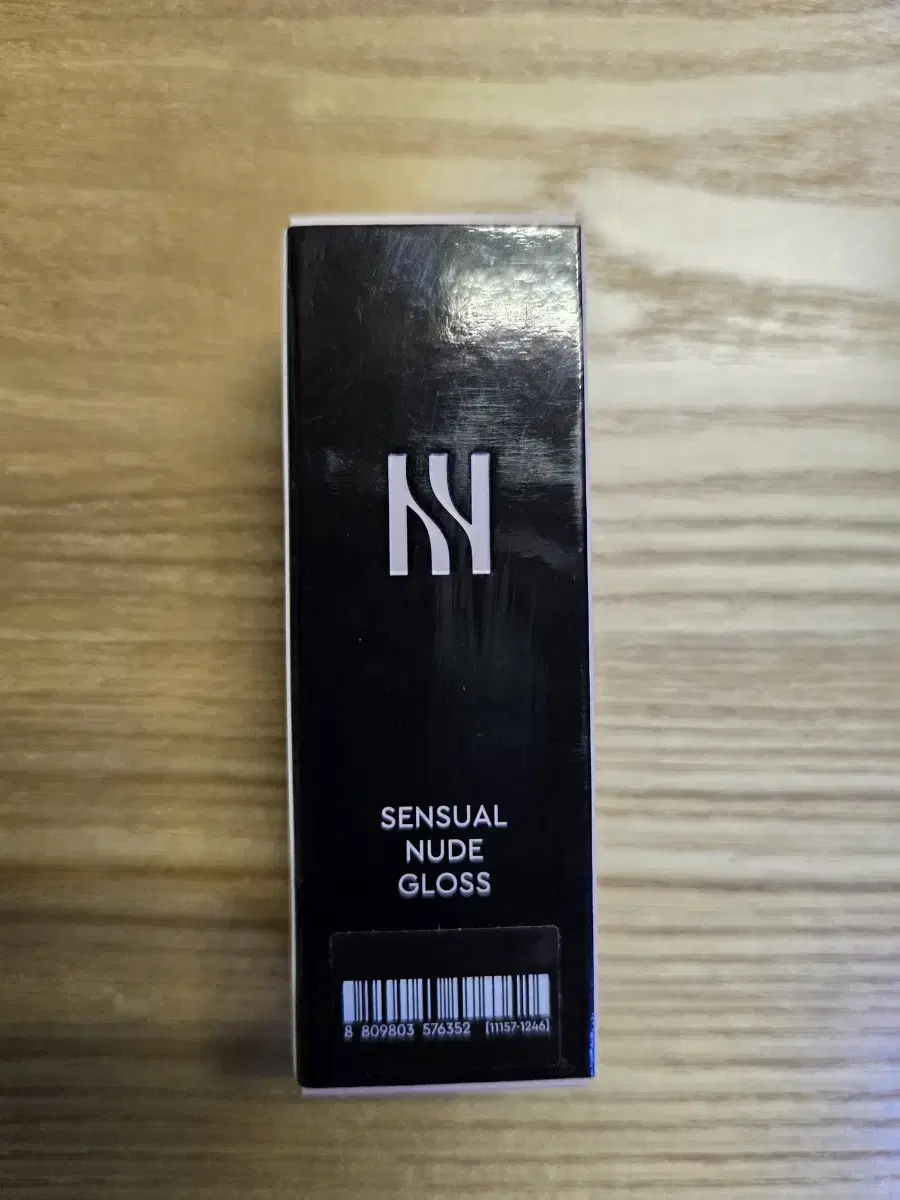 SENSUAL
NUDE
GLOSS
8 809803 576352 [11157-1246]